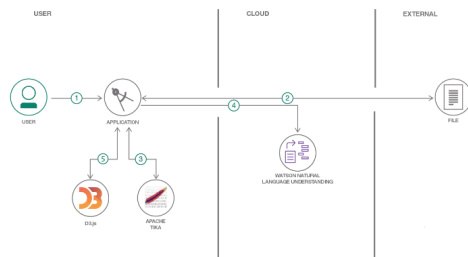 USER
CLOUD
EXTERNAL
1
2
4
USER
APPLICATION
FILE
5
3
WATSON NATURAL
LANGUAGE UNDERSTANDING
D3.js
APACHE
TIKA